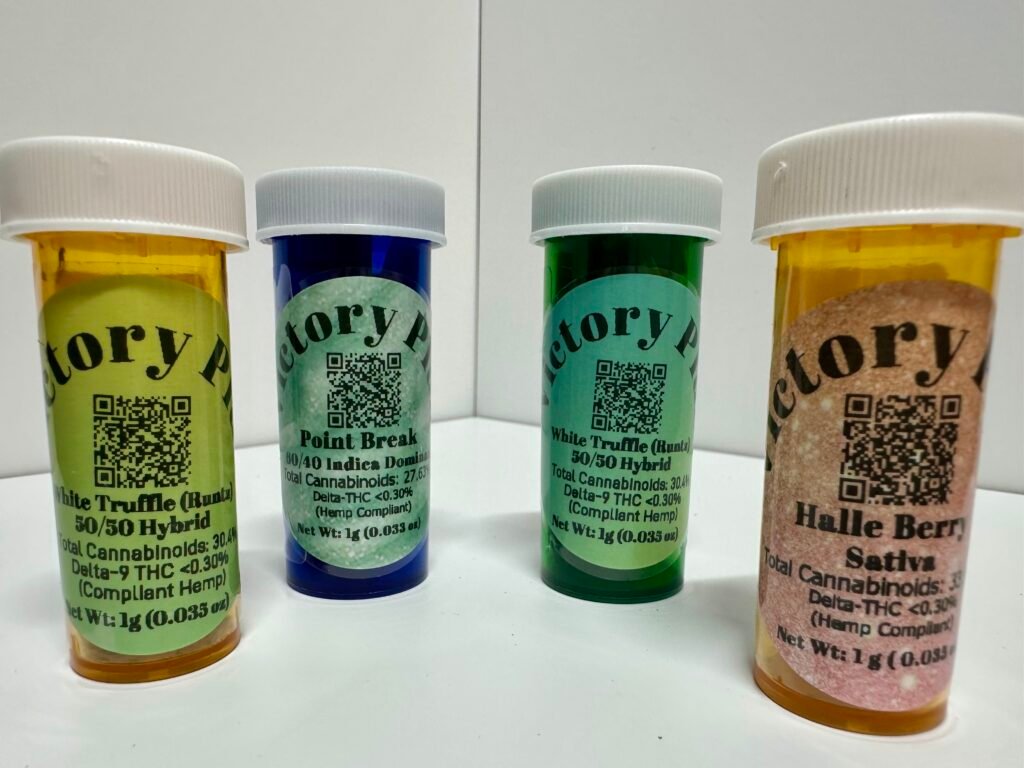 ctory P
White Truffle (Runtz)
50/50 Hybrid
Total Cannabinoids: 30.4%
Delta-9 THC <0.30%
(Compliant Hemp)
Net Wt: 1g (0.035 oz)
Victory P
Point Break
60/40 Indica Domina
Total Cannabinoids: 27.63
Delta-THC <0.30%
(Hemp Compliant)
Net Wt: 1g (0.033 oz)
Victory P
White Truffle (Runtz)
50/50 Hybrid
Total Cannabinoids: 30.4%
Delta-9 THC <0.30%
(Compliant Hemp)
Net Wt: 1g (0.035 oz)
Victory
Halle Berry
Sativa
Total Cannabinoids: 33
Delta-THC <0.30%
(Hemp Compliant)
Net Wt: 1 g ( 0.035